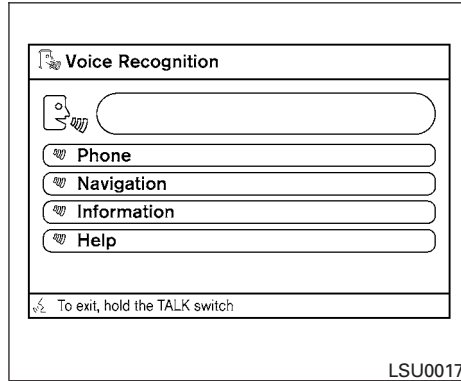 Voice Recognition
Phone
Navigation
Information
Help
To exit, hold the TALK switch
LSU0017